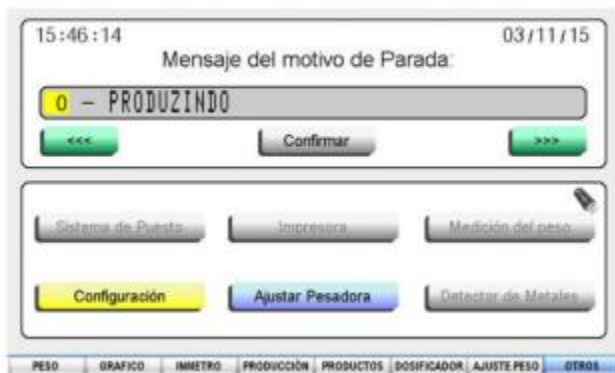 15:46:14 03/11/15
Mensaje del motivo de Parada:
0 - PRODUZINDO
<<< Confirmar >>>
Sistema de Puesto Impresora Medición del peso
Configuración Ajustar Pesadora Detector de Metales
PESO GRAFICO INMETRO PRODUCCIÒN PRODUCTOS DOSIFICADOR AJUSTE PESO OTROS